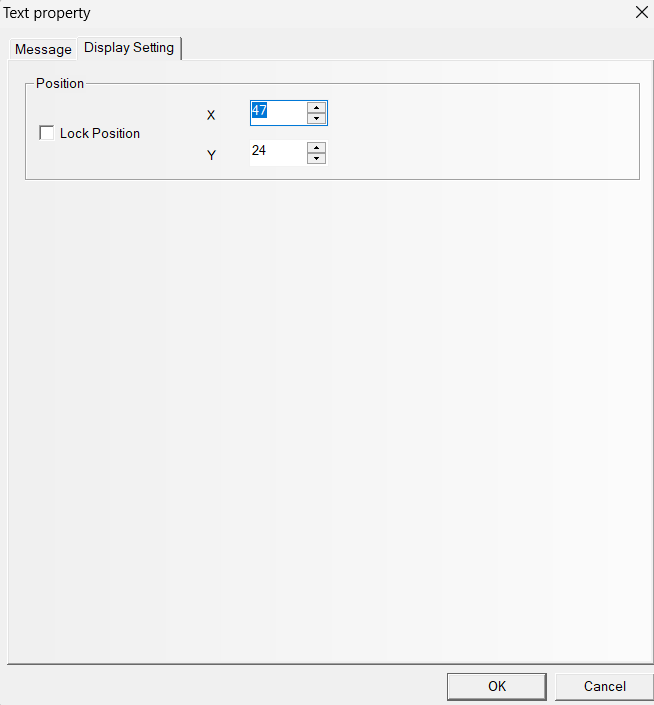 Text property
Message
Display Setting
Position
X
47
Lock Position
Y
24
OK
Cancel